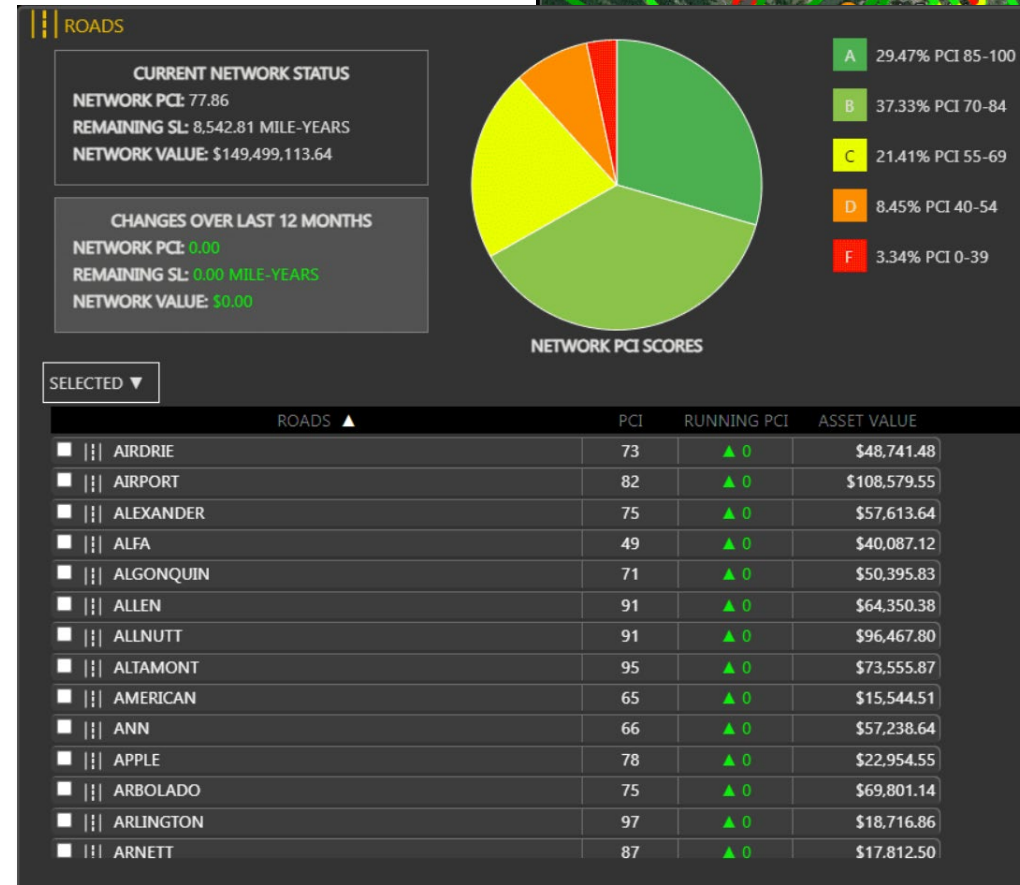 ROADS
CURRENT NETWORK STATUS
NETWORK PCI: 77.86
REMAINING SL: 8,542.81 MILE-YEARS
NETWORK VALUE: $149,499,113.64
CHANGES OVER LAST 12 MONTHS
NETWORK PCI: 0.00
REMAINING SL: 0.00 MILE-YEARS
NETWORK VALUE: $0.00
NETWORK PCI SCORES
A 29.47% PCI 85-100
B 37.33% PCI 70-84
C 21.41% PCI 55-69
D 8.45% PCI 40-54
F 3.34% PCI 0-39
SELECTED ▼
ROADS ▲ PCI RUNNING PCI ASSET VALUE
AIRDRIE 73 ▲ 0 $48,741.48
AIRPORT 82 ▲ 0 $108,579.55
ALEXANDER 75 ▲ 0 $57,613.64
ALFA 49 ▲ 0 $40,087.12
ALGONQUIN 71 ▲ 0 $50,395.83
ALLEN 91 ▲ 0 $64,350.38
ALLNUTT 91 ▲ 0 $96,467.80
ALTAMONT 95 ▲ 0 $73,555.87
AMERICAN 65 ▲ 0 $15,544.51
ANN 66 ▲ 0 $57,238.64
APPLE 78 ▲ 0 $22,954.55
ARBOLADO 75 ▲ 0 $69,801.14
ARLINGTON 97 ▲ 0 $18,716.86
ARNETT 87 ▲ 0 $17,812.50